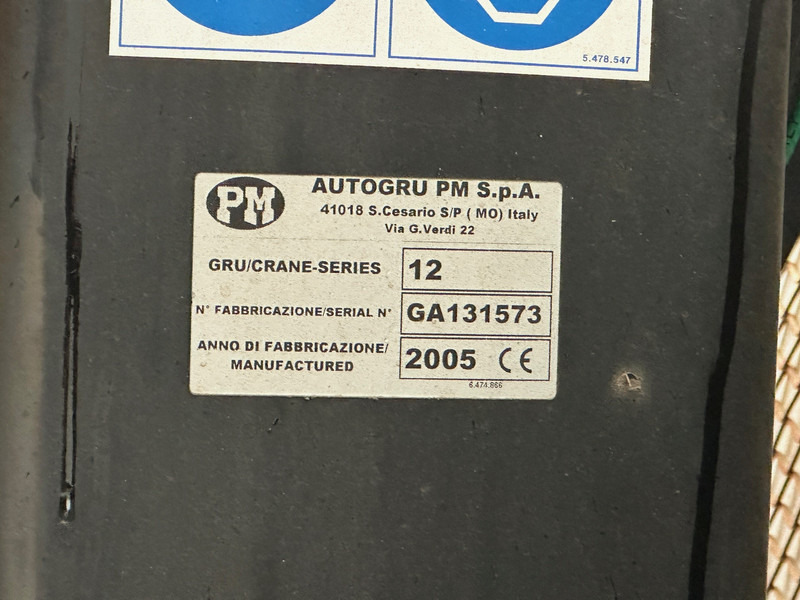 5.478.547
PM
AUTOGRU PM S.p.A.
41018 S.Cesario S/P ( MO) Italy
Via G.Verdi 22
GRU/CRANE-SERIES 12
N° FABBRICAZIONE/SERIAL N° GA131573
ANNO DI FABBRICAZIONE/
MANUFACTURED 2005 CE
6.474.866